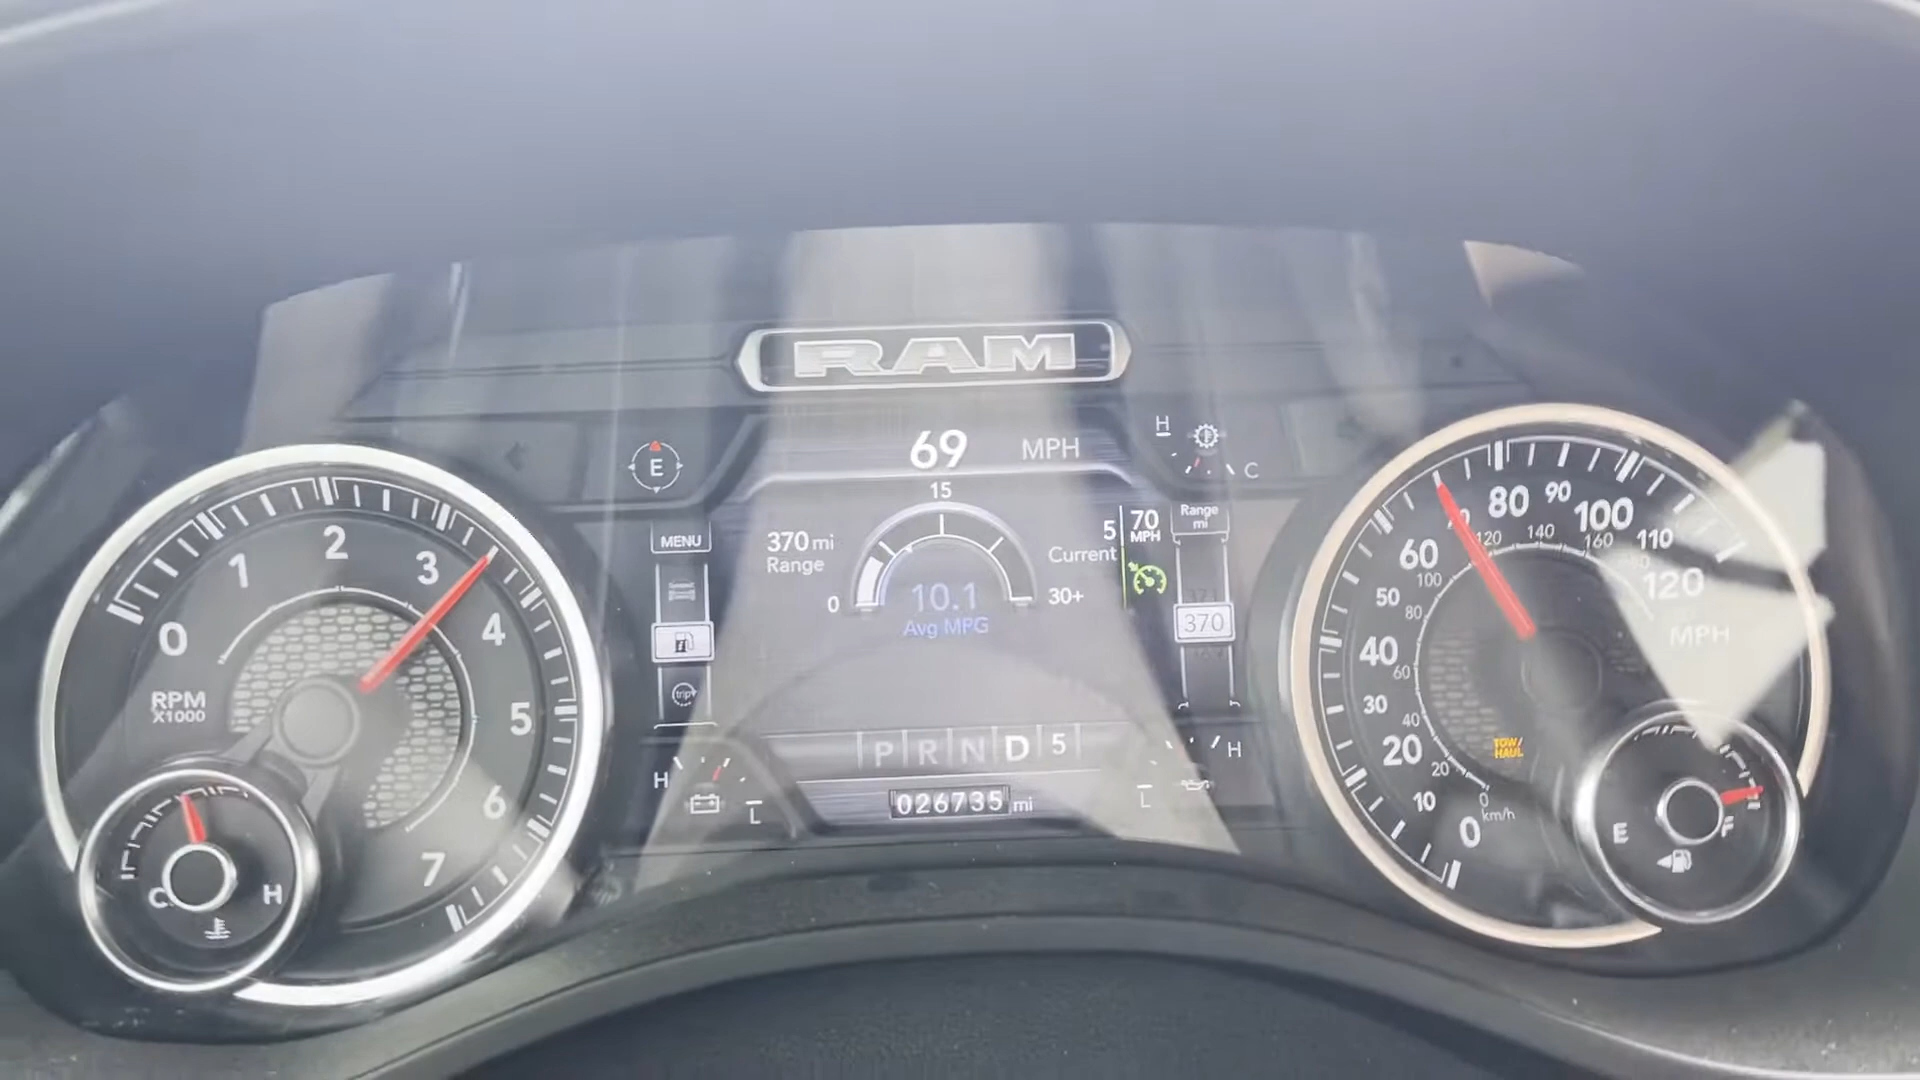 RAM
69 MPH
E
H
C
15
0
30+
370 mi
Range
10.1
Avg MPG
5
Current
70
MPH
Range
mi
370
MENU
trip
P R N D 5
026735 mi
H
L
H
L
0
1
2
3
4
5
6
7
RPM
X1000
C
H
0
10
20
30
40
50
60
80
90
100
110
120
MPH
0
20
40
60
80
100
120
140
160
km/h
TOW/
HAUL
E
F